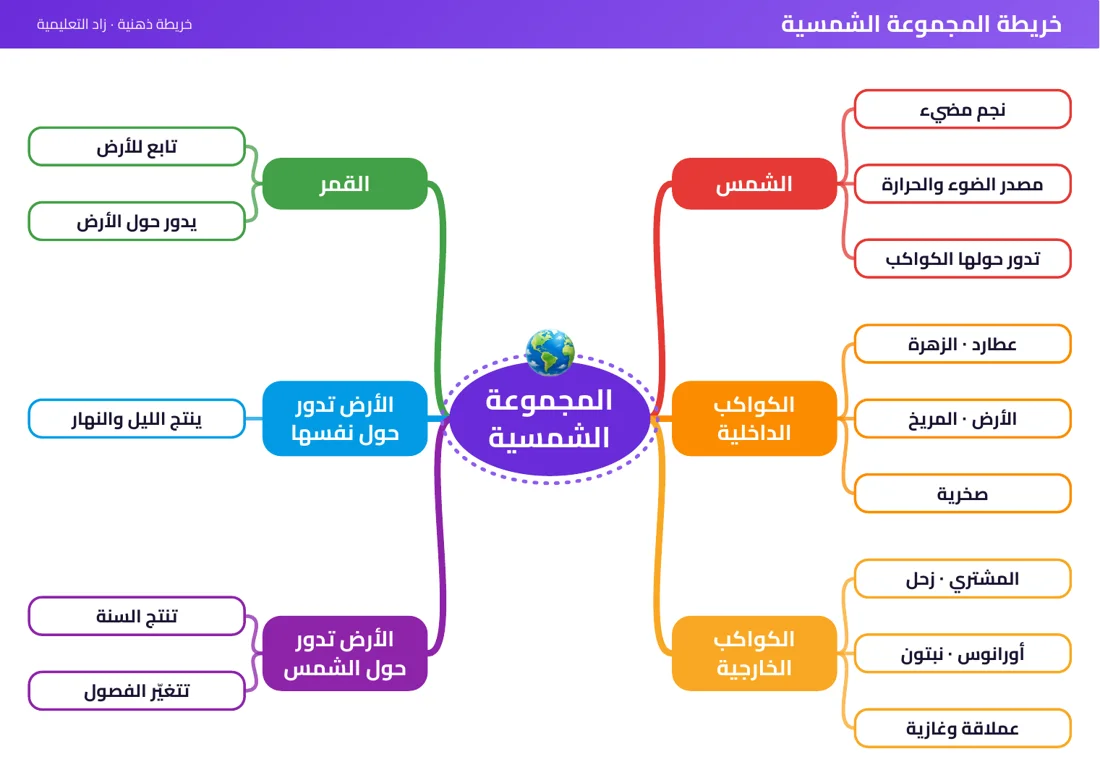 خريطة المجموعة الشمسية
خريطة ذهنية · زاد التعليمية
المجموعة
الشمسية
الشمس
نجم مضيء
مصدر الضوء والحرارة
تدور حولها الكواكب
الكواكب
الداخلية
عطارد · الزهرة
الأرض · المريخ
صخرية
الكواكب
الخارجية
المشتري · زحل
أورانوس · نبتون
عملاقة وغازية
القمر
تابع للأرض
يدور حول الأرض
الأرض تدور
حول نفسها
ينتج الليل والنهار
الأرض تدور
حول الشمس
تنتج السنة
تتغيّر الفصول